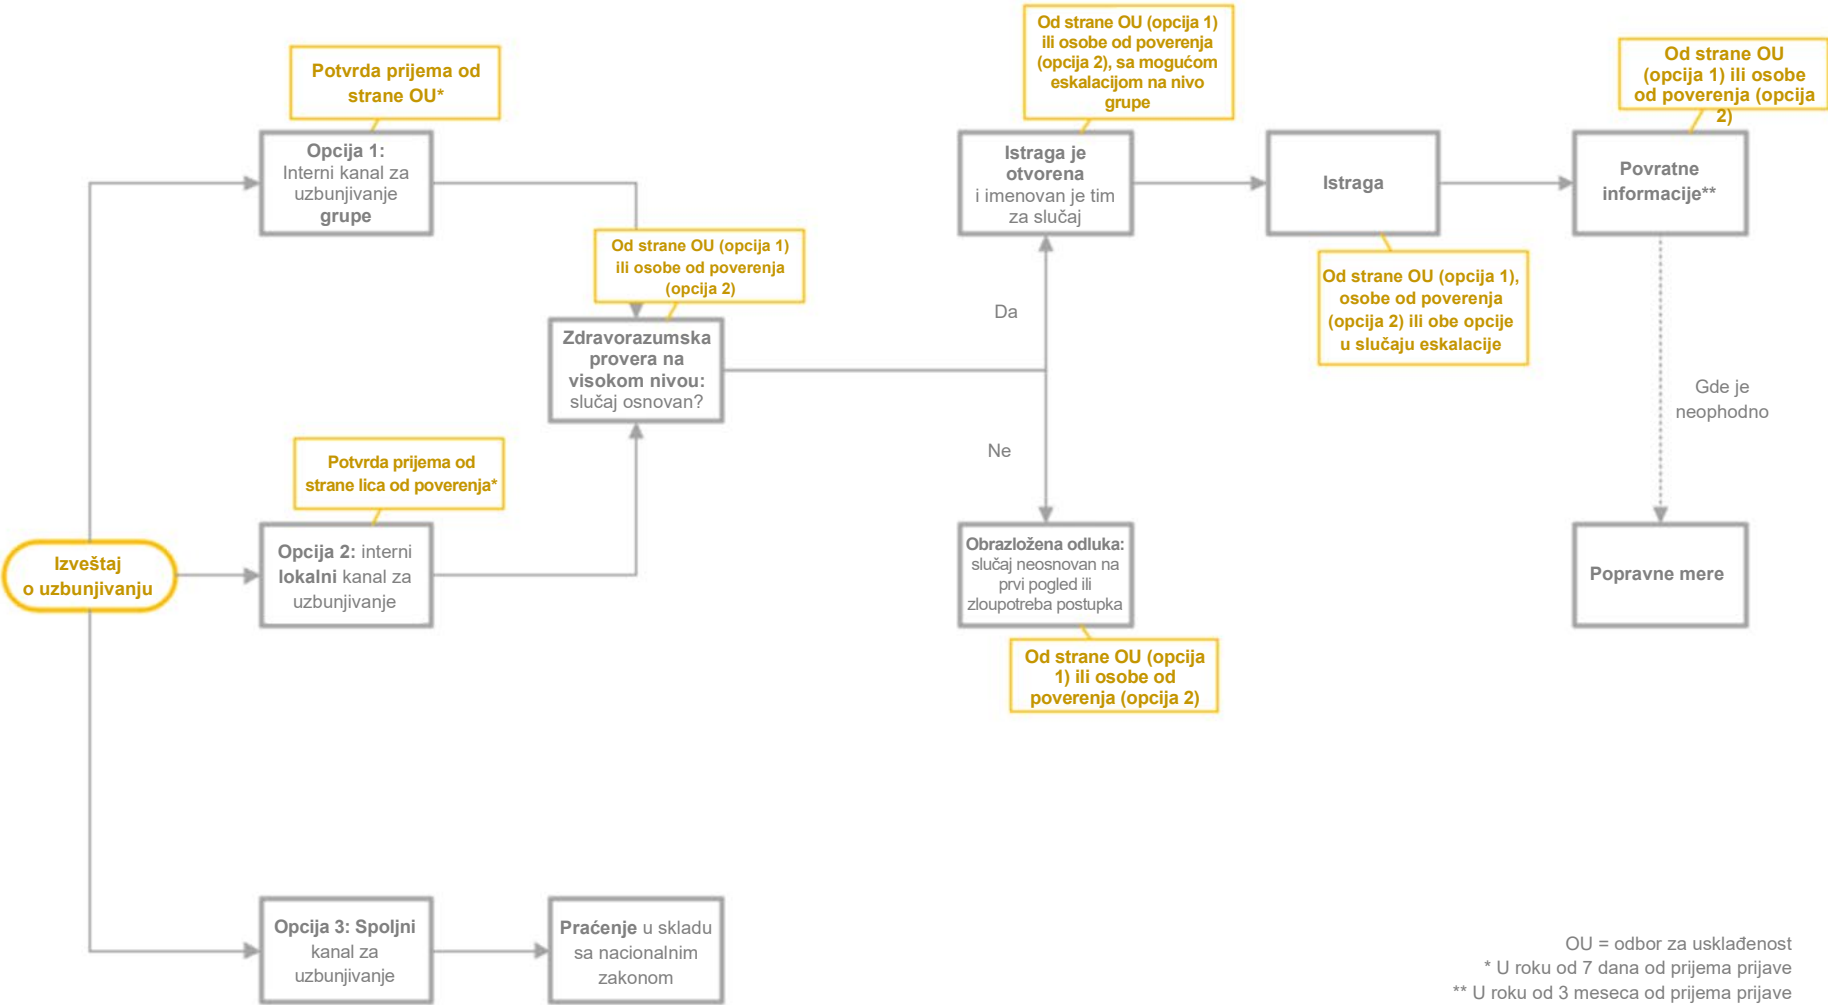 Potvrda prijema od
strane OU*
Opcija 1:
Interni kanal za
uzbunjivanje
grupe
Od strane OU (opcija 1)
ili osobe od poverenja
(opcija 2)
Zdravorazumska
provera na
visokom nivou:
slučaj osnovan?
Potvrda prijema od
strane lica od poverenja*
Izveštaj
o uzbunjivanju
Opcija 2: interni
lokalni kanal za
uzbunjivanje
Opcija 3: Spoljni
kanal za
uzbunjivanje
Praćenje u skladu
sa nacionalnim
zakonom
Od strane OU (opcija 1)
ili osobe od poverenja
(opcija 2), sa mogućom
eskalacijom na nivo
grupe
Istraga je
otvorena
i imenovan je tim
za slučaj
Da
Ne
Obrazložena odluka:
slučaj neosnovan na
prvi pogled ili
zloupotreba postupka
Od strane OU (opcija
1) ili osobe od
poverenja (opcija 2)
Istraga
Od strane OU (opcija 1),
osobe od poverenja
(opcija 2) ili obe opcije
u slučaju eskalacije
Od strane OU
(opcija 1) ili osobe
od poverenja (opcija
2)
Povratne
informacije**
Gde je
neophodno
Popravne mere
OU = odbor za usklađenost
* U roku od 7 dana od prijema prijave
** U roku od 3 meseca od prijema prijave